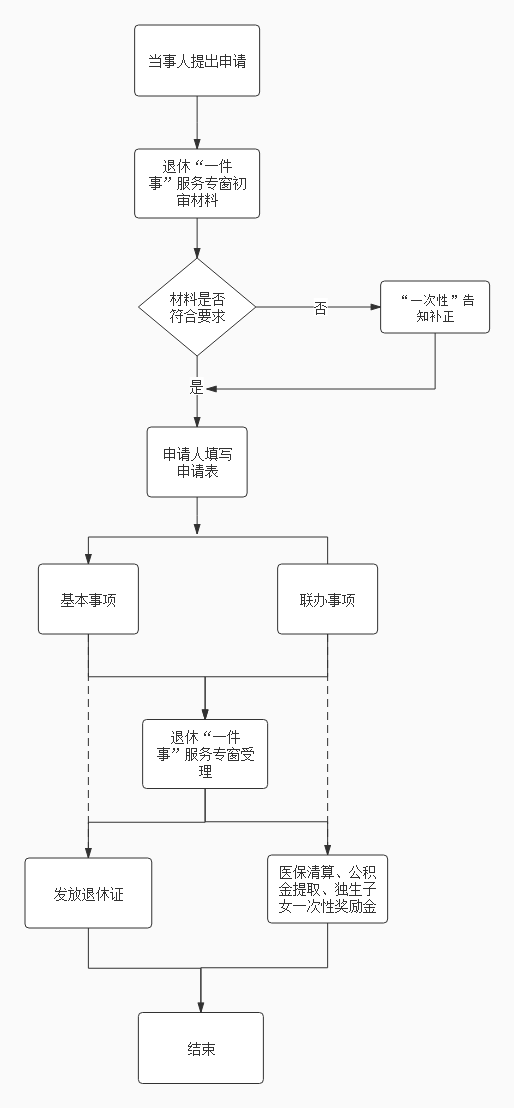 当事人提出申请
退休“一件
事”服务专窗初
审材料
材料是否
符合要求
否
“一次性”告
知补正
是
申请人填写
申请表
基本事项
联办事项
退休“一件
事”服务专窗受
理
发放退休证
医保清算、公积
金提取、独生子
女一次性奖励金
结束